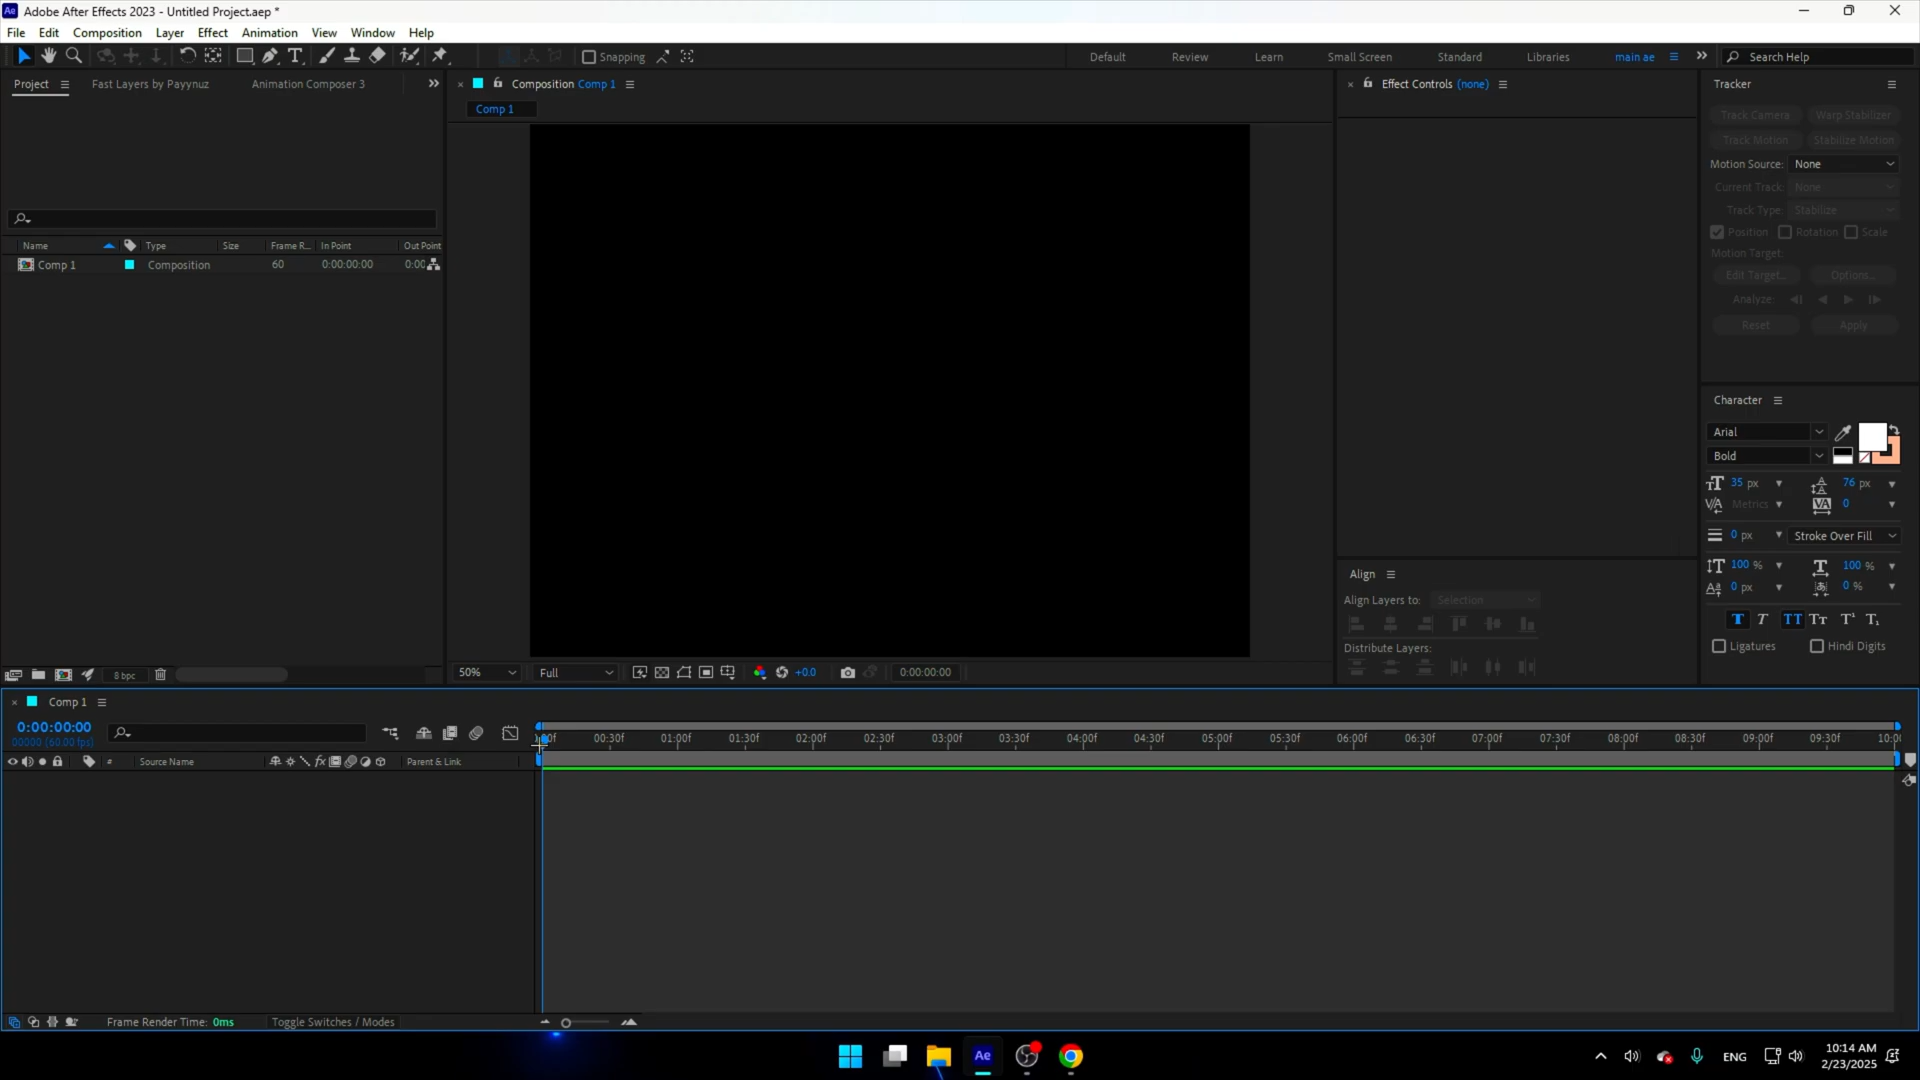 Ae Adobe After Effects 2023 - Untitled Project.aep *
File Edit Composition Layer Effect Animation View Window Help
Snapping
Default Review Learn Small Screen Standard Libraries main ae Search Help
Project Fast Layers by Payynuz Animation Composer 3
Composition Comp 1
Effect Controls (none)
Tracker
Comp 1
Track Camera Warp Stabilizer
Track Motion Stabilize Motion
Motion Source: None
Current Track: None
Track Type: Stabilize
Position Rotation Scale
Motion Target:
Edit Target... Options...
Analyze:
Reset Apply
Name Type Size Frame R... In Point Out Point
Comp 1 Composition 60 0:00:00:00 0:00
Character
Arial
Bold
35 px 76 px
Metrics 0
0 px Stroke Over Fill
100 % 100 %
0 px 0 %
Ligatures Hindi Digits
Align
Align Layers to: Selection
Distribute Layers:
8 bpc
50% Full +0.0 0:00:00:00
Comp 1
0:00:00:00
00000 (60.00 fps)
00:30f 01:00f 01:30f 02:00f 02:30f 03:00f 03:30f 04:00f 04:30f 05:00f 05:30f 06:00f 06:30f 07:00f 07:30f 08:00f 08:30f 09:00f 09:30f 10:00
# Source Name fx Parent & Link
Frame Render Time: 0ms Toggle Switches / Modes
Ae
ENG
10:14 AM
2/23/2025